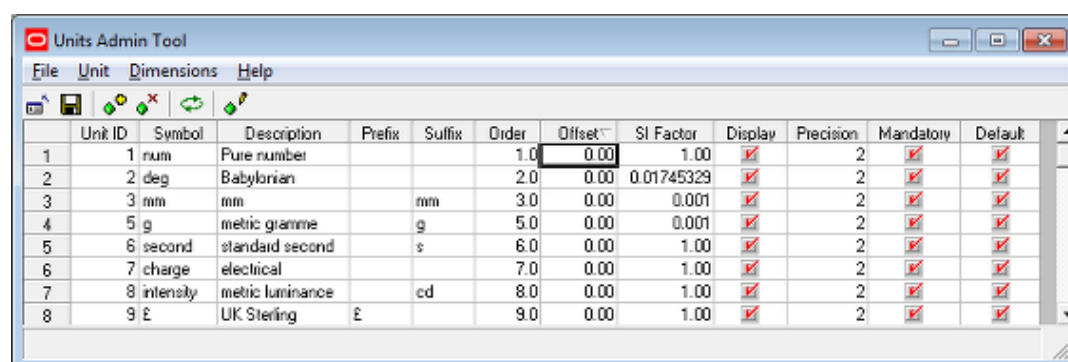 Units Admin Tool
File Unit Dimensions Help
Unit ID Symbol Description Prefix Suffix Order Offset SI Factor Display Precision Mandatory Default
1 1 num Pure number 1.0 0.00 1.00 2
2 2 deg Babylonian 2.0 0.00 0.01745329 2
3 3 mm mm mm 3.0 0.00 0.001 2
4 5 g metric gramme g 5.0 0.00 0.001 2
5 6 second standard second s 6.0 0.00 1.00 2
6 7 charge electrical 7.0 0.00 1.00 2
7 8 intensity metric luminance cd 8.0 0.00 1.00 2
8 9 £ UK Sterling £ 9.0 0.00 1.00 2